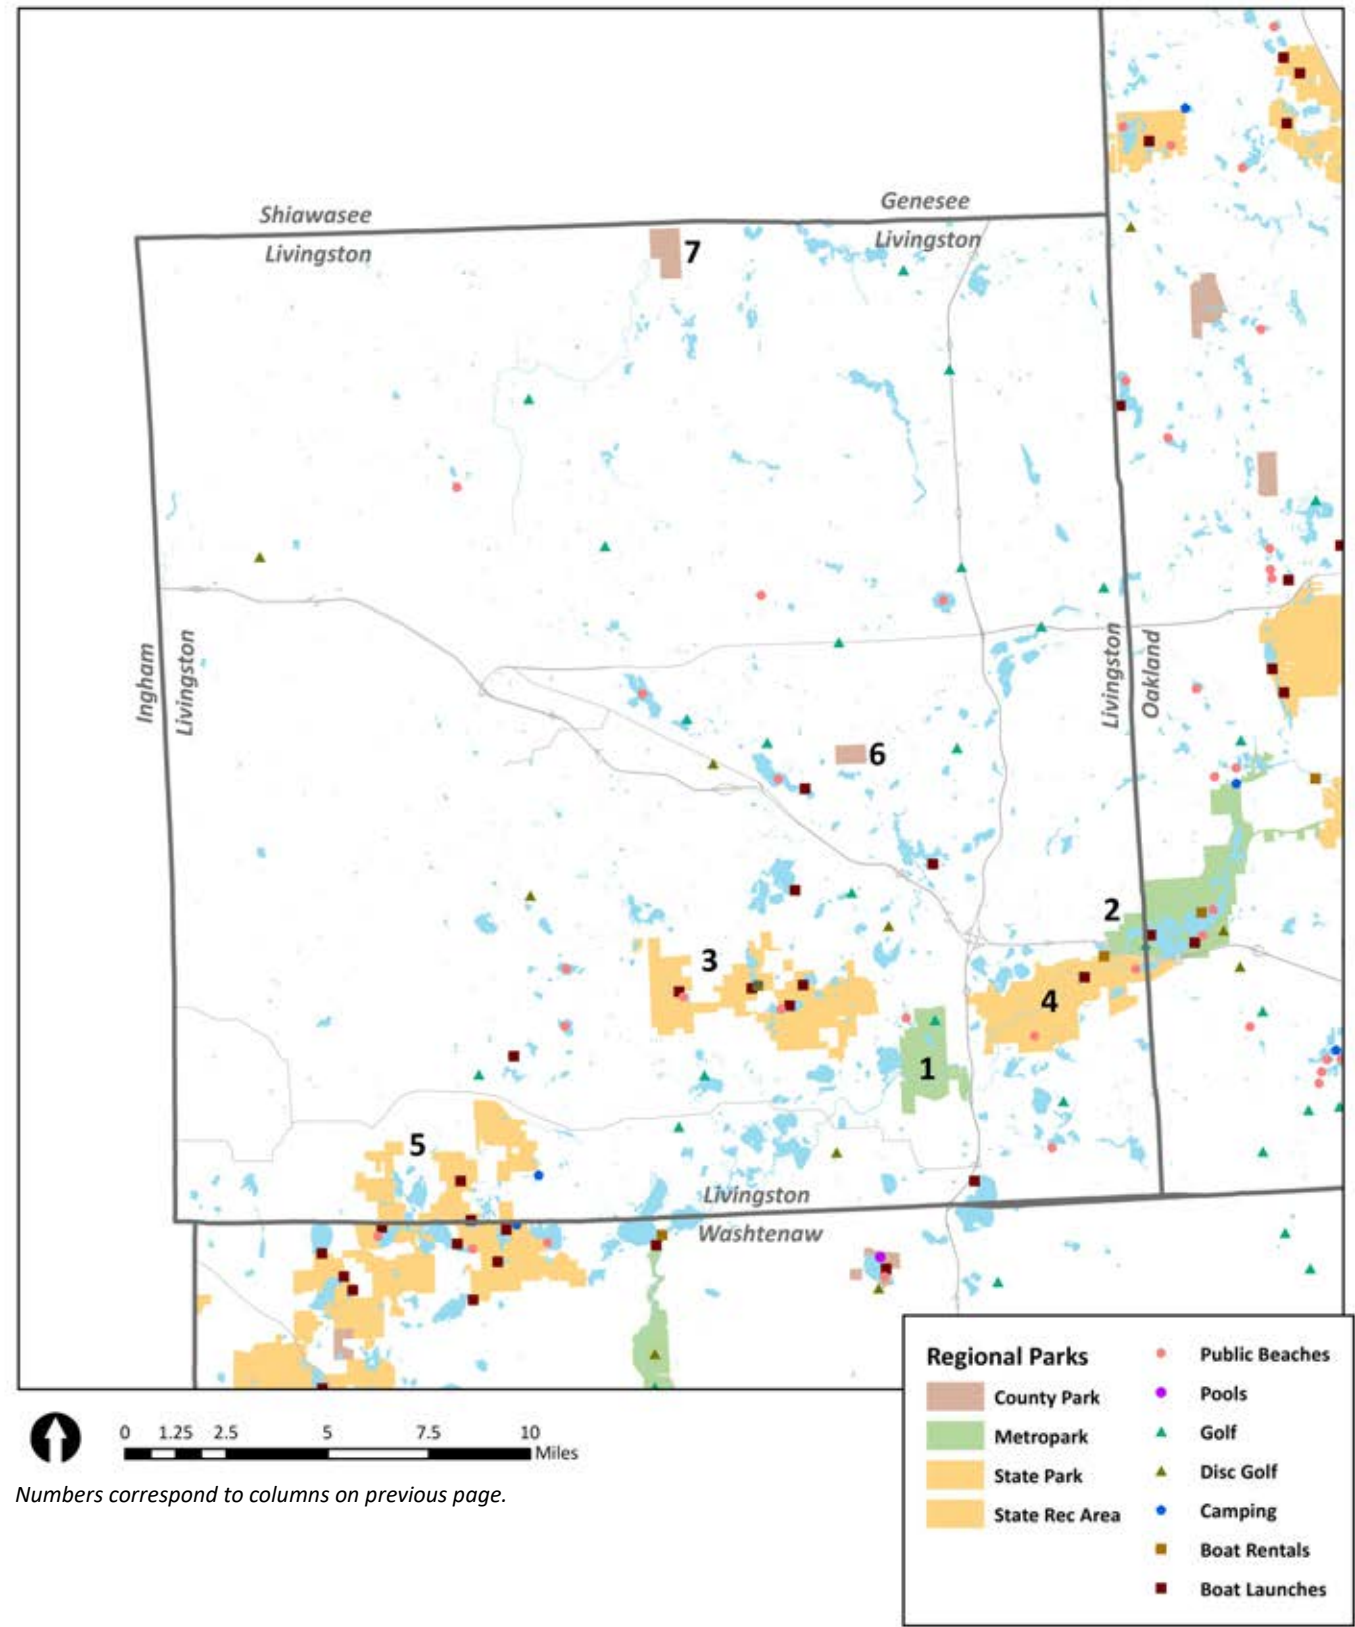 Shiawasee
Livingston
Genesee
Livingston
7
Ingham
Livingston
Livingston
Oakland
6
2
3
4
1
5
Livingston
Washtenaw
Regional Parks
County Park
Metropark
State Park
State Rec Area
Public Beaches
Pools
Golf
Disc Golf
Camping
Boat Rentals
Boat Launches
0 1.25 2.5 5 7.5 10
Miles
Numbers correspond to columns on previous page.